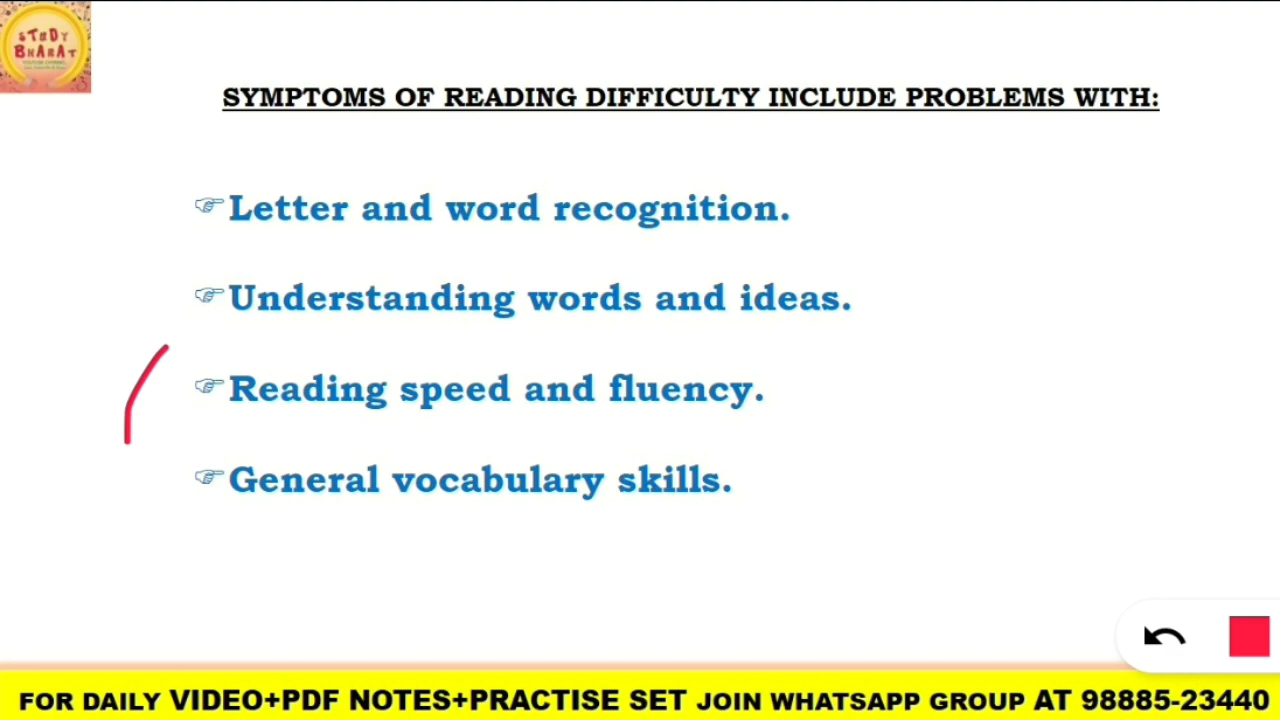 STUDY
BHARAT
SYMPTOMS OF READING DIFFICULTY INCLUDE PROBLEMS WITH:
Letter and word recognition.
Understanding words and ideas.
Reading speed and fluency.
General vocabulary skills.
FOR DAILY VIDEO+PDF NOTES+PRACTISE SET JOIN WHATSAPP GROUP AT 98885-23440